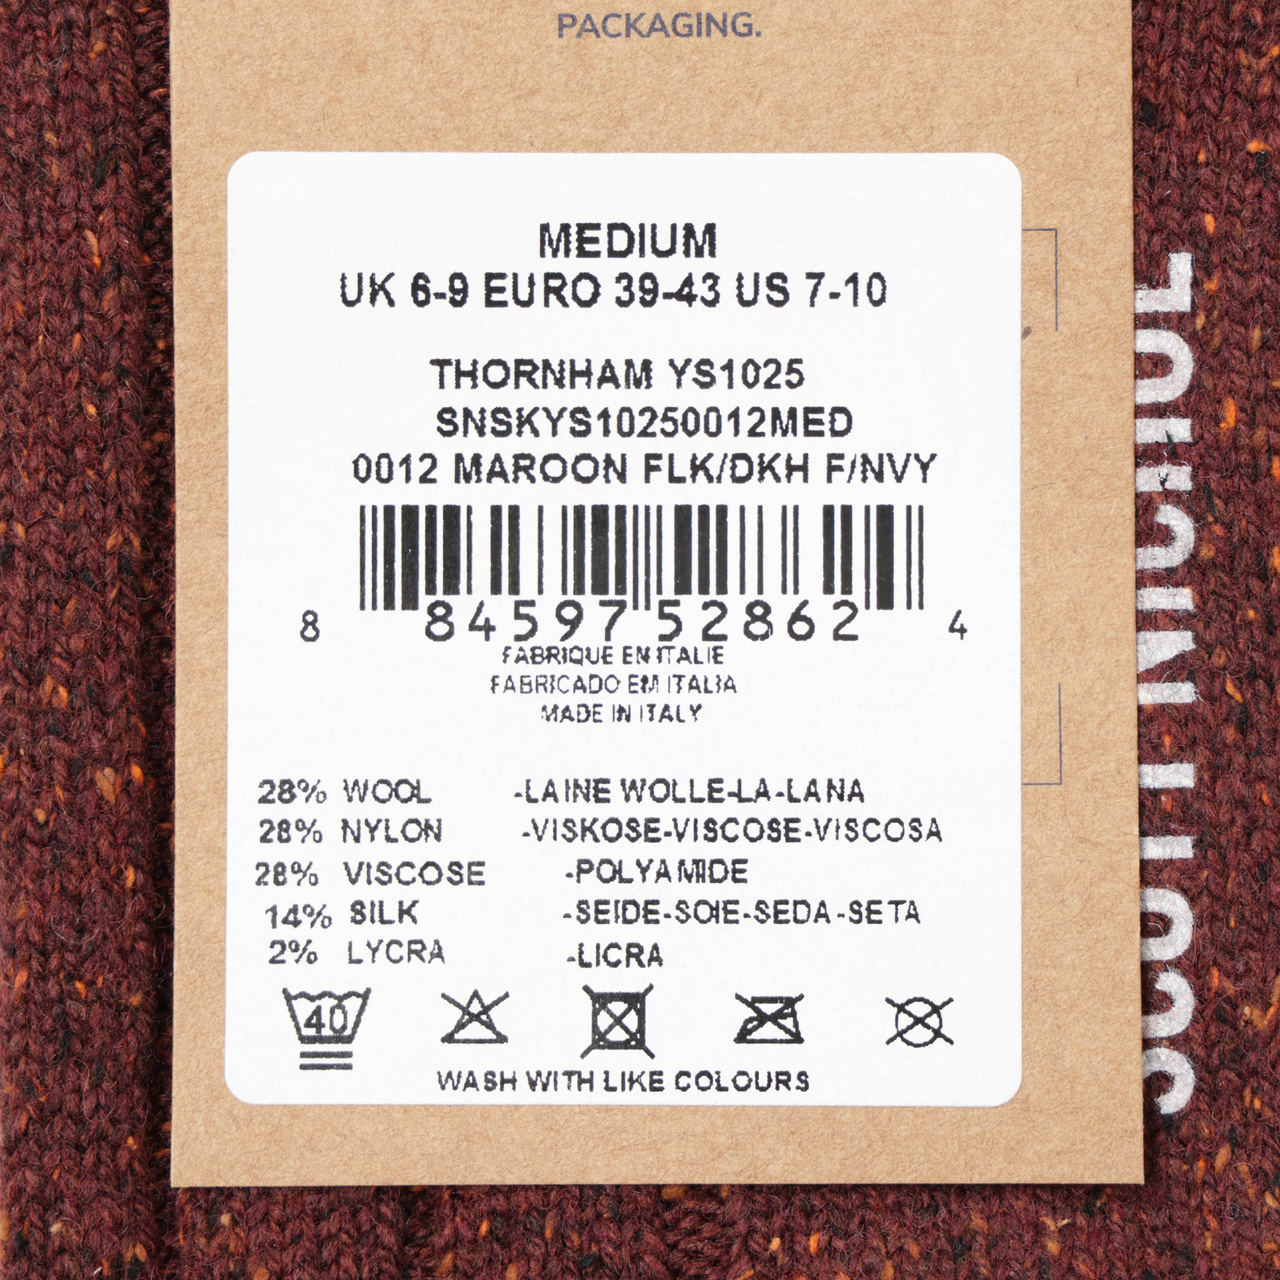 PACKAGING.
MEDIUM
UK 6-9 EURO 39-43 US 7-10
THORNHAM YS1025
SNSKYS10250012MED
0012 MAROON FLK/DKH F/NVY
8 84597 52862 4
FABRIQUE EN ITALIE
FABRICADO EM ITALIA
MADE IN ITALY
28% WOOL -LAINE WOLLE-LA-LANA
28% NYLON -VISKOSE-VISCOSE-VISCOSA
28% VISCOSE -POLYAMIDE
14% SILK -SEIDE-SOIE-SEDA-SETA
2% LYCRA -LICRA
40
WASH WITH LIKE COLOURS